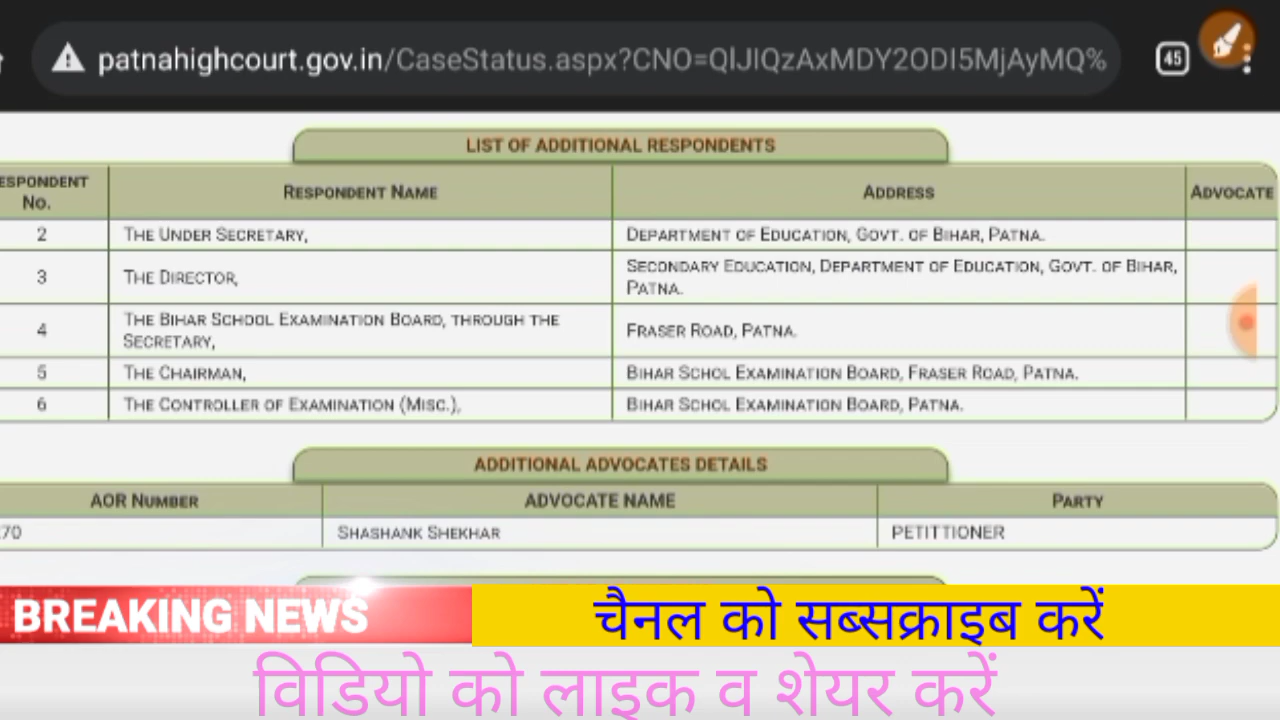 patnahighcourt.gov.in/CaseStatus.aspx?CNO=QlJIQzAxMDY2ODI5MjAyMQ%
45
LIST OF ADDITIONAL RESPONDENTS
ESPONDENT No. RESPONDENT NAME ADDRESS ADVOCATE
2 THE UNDER SECRETARY, DEPARTMENT OF EDUCATION, GOVT. OF BIHAR, PATNA.
3 THE DIRECTOR, SECONDARY EDUCATION, DEPARTMENT OF EDUCATION, GOVT. OF BIHAR, PATNA.
4 THE BIHAR SCHOOL EXAMINATION BOARD, THROUGH THE SECRETARY, FRASER ROAD, PATNA.
5 THE CHAIRMAN, BIHAR SCHOL EXAMINATION BOARD, FRASER ROAD, PATNA.
6 THE CONTROLLER OF EXAMINATION (MISC.), BIHAR SCHOL EXAMINATION BOARD, PATNA.
ADDITIONAL ADVOCATES DETAILS
AOR NUMBER ADVOCATE NAME PARTY
70 SHASHANK SHEKHAR PETITTIONER
BREAKING NEWS चैनल को सब्सक्राइब करें
विडियो को लाइक व शेयर करें